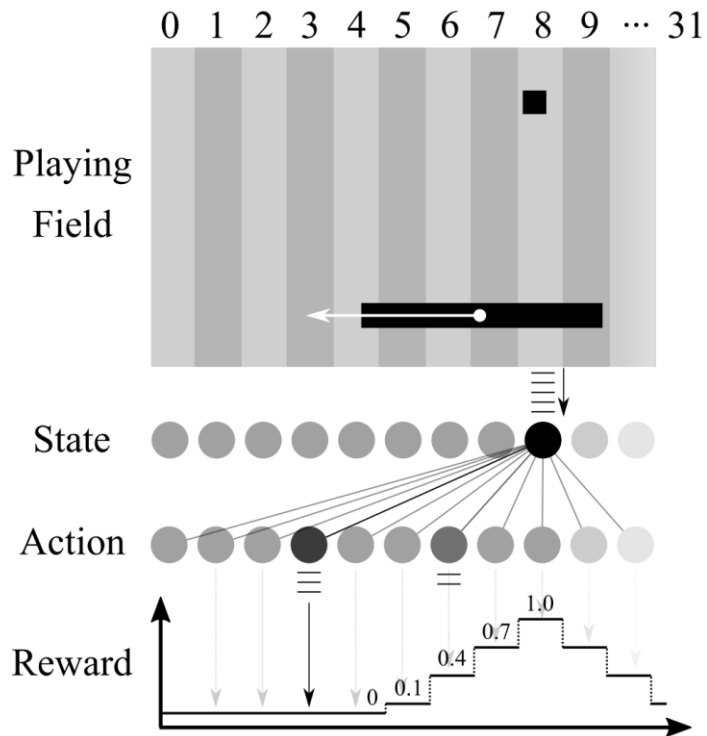 0 1 2 3 4 5 6 7 8 9 ··· 31
Playing
Field
State
Action
Reward
0 0.1 0.4 0.7 1.0